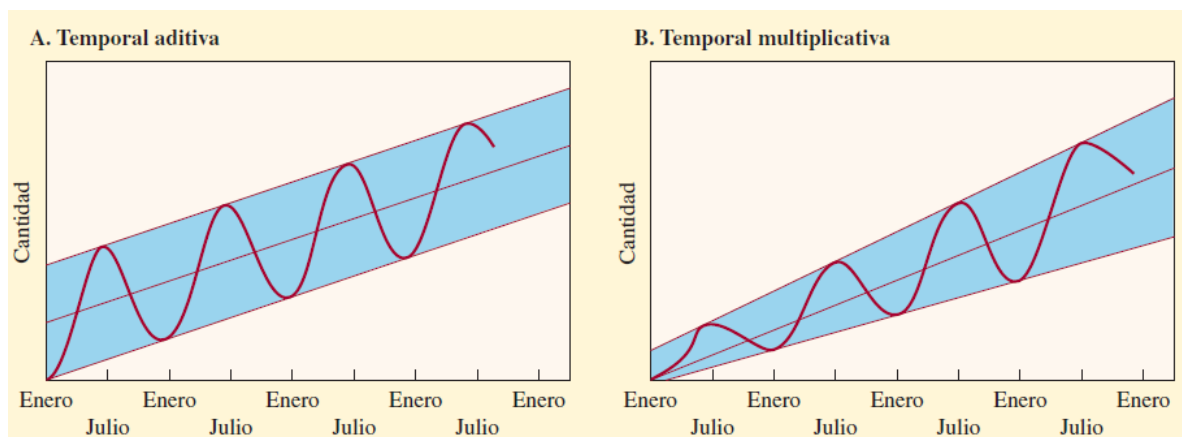 A. Temporal aditiva
Cantidad
Enero Enero Enero Enero Enero
Julio Julio Julio Julio
B. Temporal multiplicativa
Cantidad
Enero Enero Enero Enero Enero
Julio Julio Julio Julio